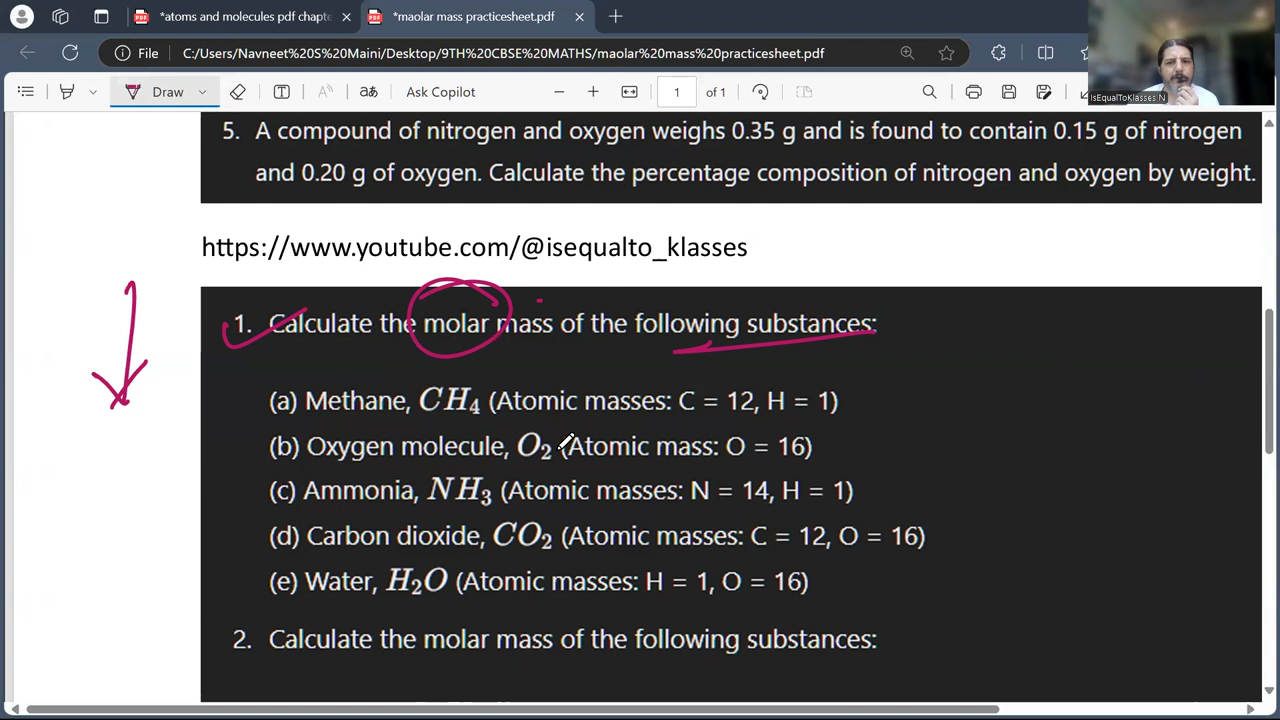 *atoms and molecules pdf chapte
*maolar mass practicesheet.pdf
File
C:/Users/Navneet%20S%20Maini/Desktop/9TH%20CBSE%20MATHS/maolar%20mass%20practicesheet.pdf
IsEqualToKlasses N
Draw
aあ
Ask Copilot
1
of 1
5. A compound of nitrogen and oxygen weighs 0.35 g and is found to contain 0.15 g of nitrogen
and 0.20 g of oxygen. Calculate the percentage composition of nitrogen and oxygen by weight.
https://www.youtube.com/@isequalto_klasses
1. Calculate the molar mass of the following substances:
(a) Methane, CH₄ (Atomic masses: C = 12, H = 1)
(b) Oxygen molecule, O₂ (Atomic mass: O = 16)
(c) Ammonia, NH₃ (Atomic masses: N = 14, H = 1)
(d) Carbon dioxide, CO₂ (Atomic masses: C = 12, O = 16)
(e) Water, H₂O (Atomic masses: H = 1, O = 16)
2. Calculate the molar mass of the following substances: